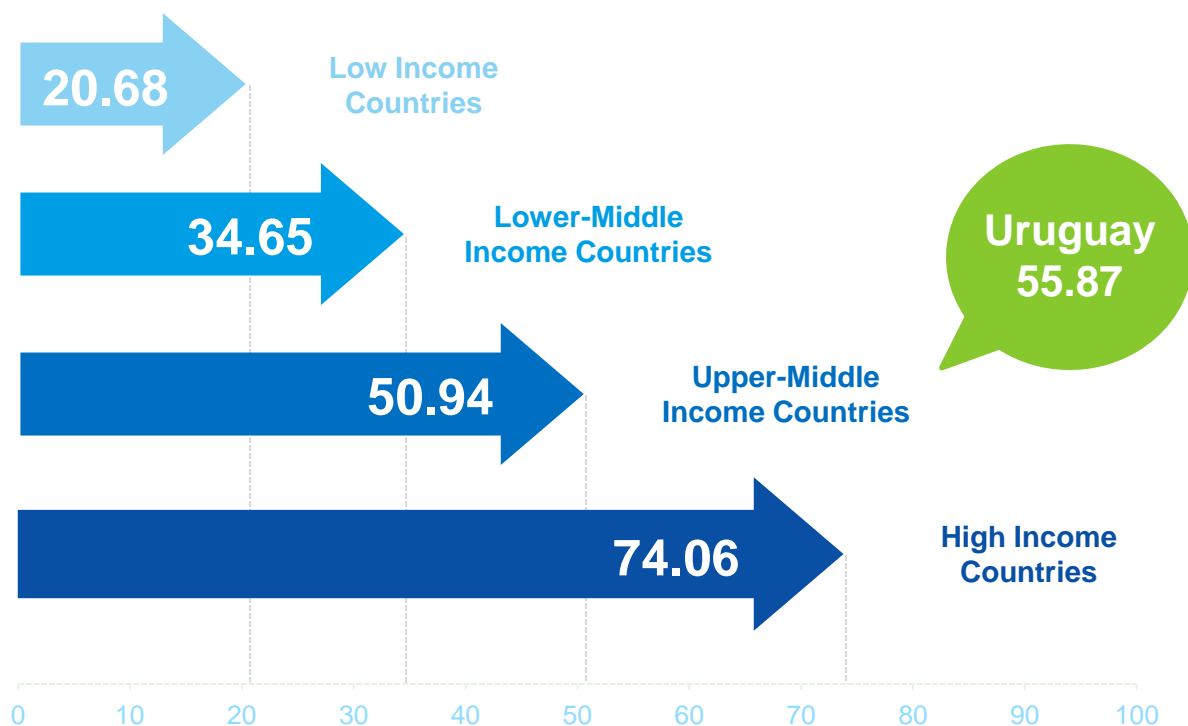 20.68
Low Income
Countries
34.65
Lower-Middle
Income Countries
Uruguay
55.87
50.94
Upper-Middle
Income Countries
74.06
High Income
Countries
0 10 20 30 40 50 60 70 80 90 100